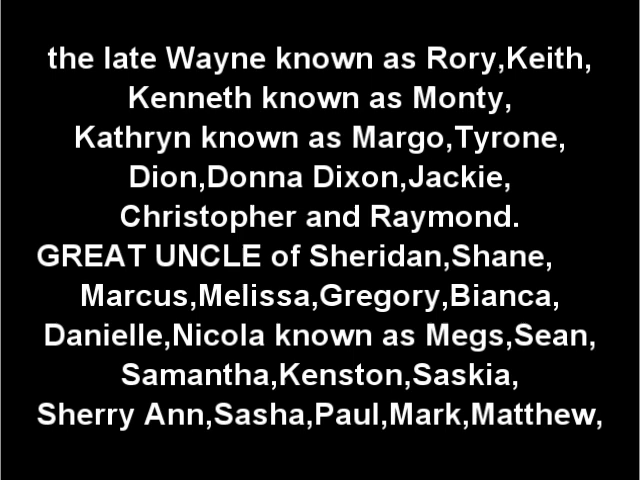 the late Wayne known as Rory,Keith,
Kenneth known as Monty,
Kathryn known as Margo,Tyrone,
Dion,Donna Dixon,Jackie,
Christopher and Raymond.
GREAT UNCLE of Sheridan,Shane,
Marcus,Melissa,Gregory,Bianca,
Danielle,Nicola known as Megs,Sean,
Samantha,Kenston,Saskia,
Sherry Ann,Sasha,Paul,Mark,Matthew,